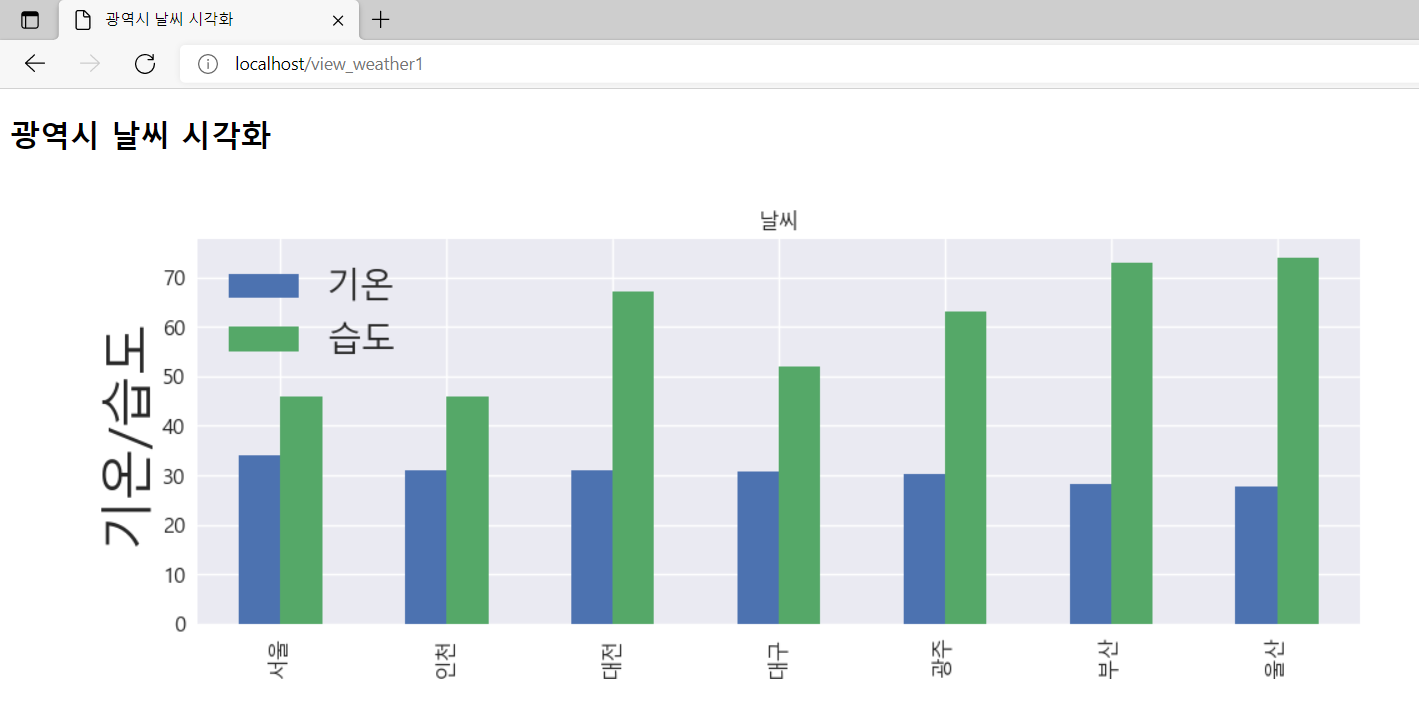 광역시 날씨 시각화
localhost/view_weather1
광역시 날씨 시각화
날씨
기온
습도
기온/습도
70
60
50
40
30
20
10
0
서울
인천
대전
대구
광주
부산
울산